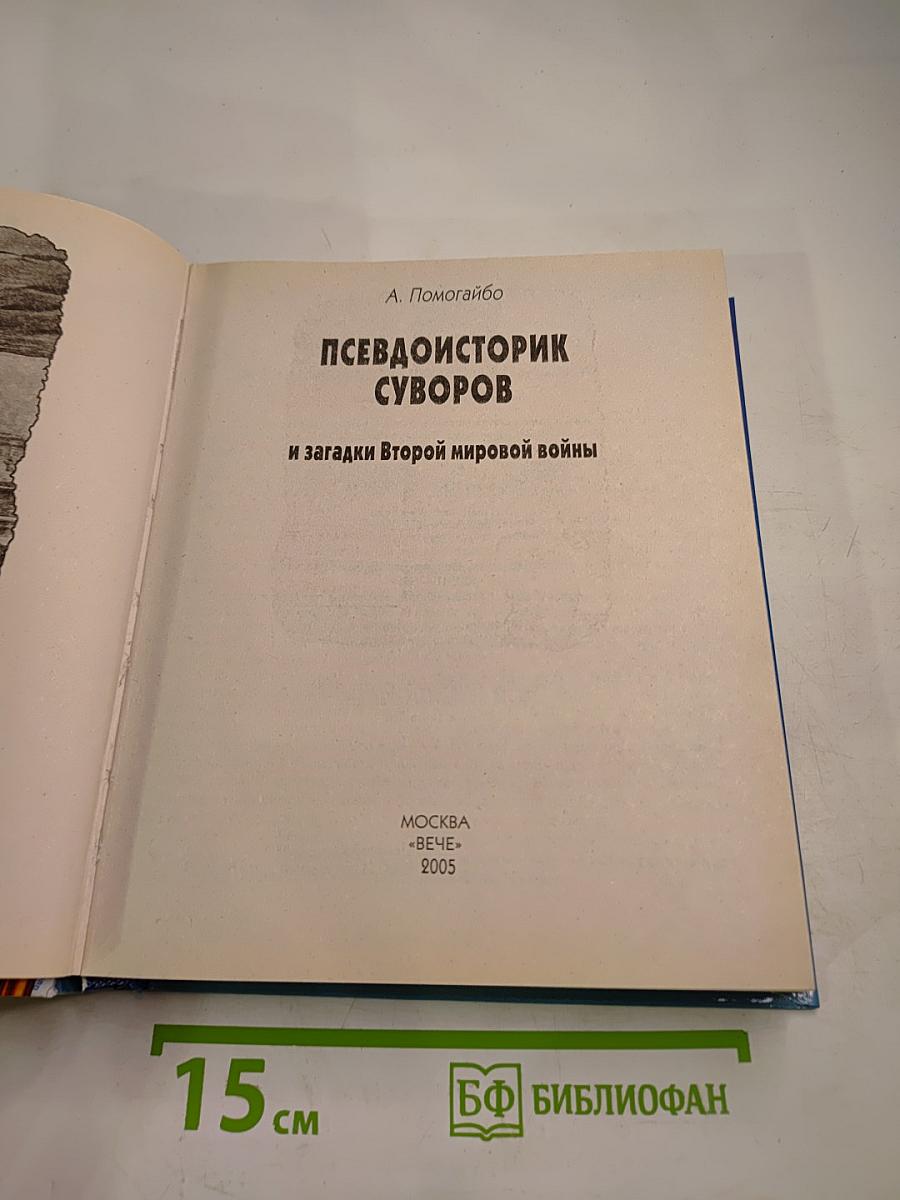 А. Помогайбо
ПСЕВДОИСТОРИК
СУВОРОВ
и загадки Второй мировой войны
МОСКВА
«ВЕЧЕ»
2005
15 см
БФ БИБЛИОФАН